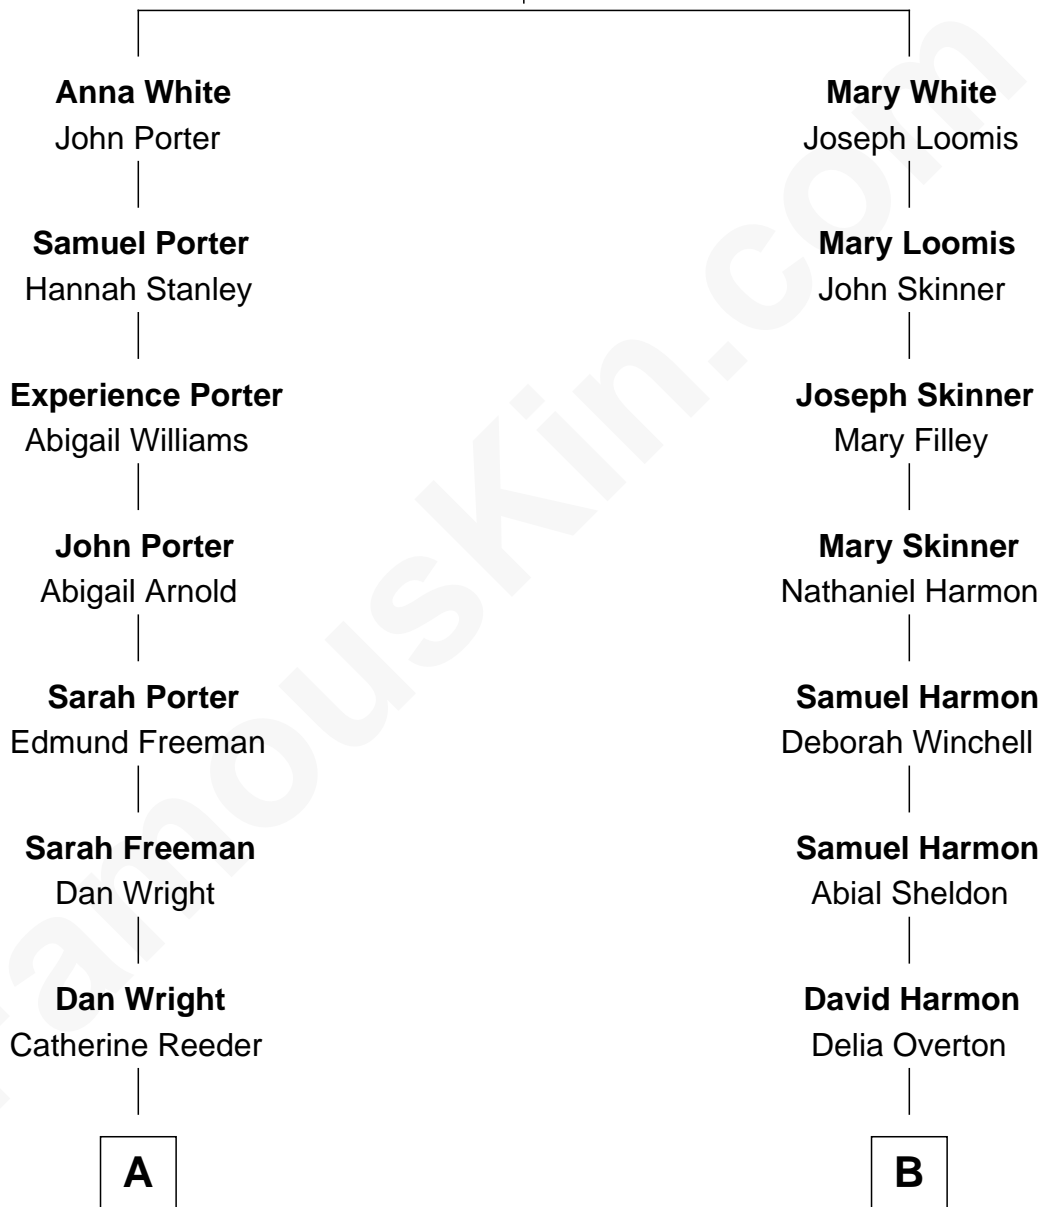 Anna White
John Porter
Mary White
Joseph Loomis
Samuel Porter
Hannah Stanley
Mary Loomis
John Skinner
Experience Porter
Abigail Williams
Joseph Skinner
Mary Filley
John Porter
Abigail Arnold
Mary Skinner
Nathaniel Harmon
Sarah Porter
Edmund Freeman
Samuel Harmon
Deborah Winchell
Sarah Freeman
Dan Wright
Samuel Harmon
Abial Sheldon
Dan Wright
Catherine Reeder
David Harmon
Delia Overton
A
B
FamousKin.com